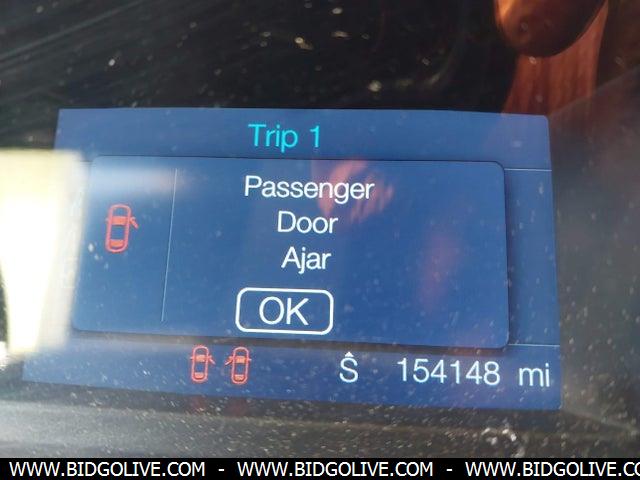 Trip 1
Passenger
Door
Ajar
OK
S 154148 mi
WWW.BIDGOLIVE.COM - WWW.BIDGOLIVE.COM - WWW.BIDGOLIVE.COM